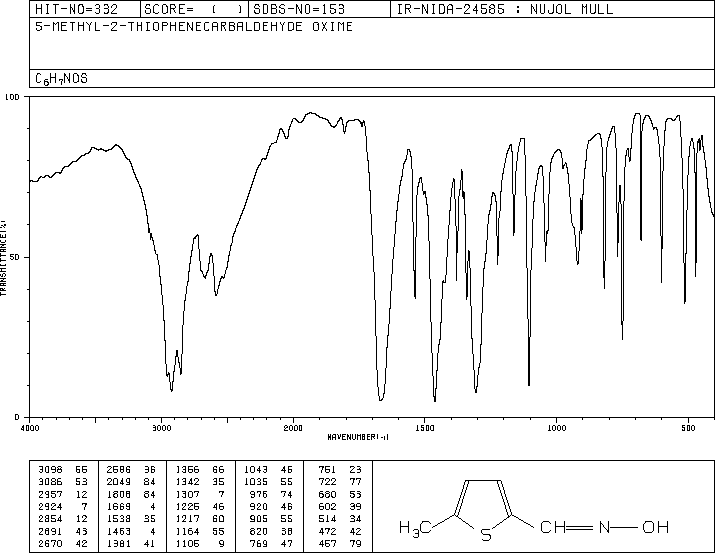 HIT-NO=332 SCORE= ( ) SDBS-NO=153 IR-NIDA-24585 : NUJOL MULL
5-METHYL-2-THIOPHENECARBALDEHYDE OXIME
C6H7NOS
100
50
0
TRANSMITTANCE(%)
4000 3000 2000 1500 1000 500
WAVENUMBER(-1)
3098 55 2586 36 1356 66 1043 46 751 23
3086 53 2049 84 1342 35 1035 55 722 77
2957 12 1808 84 1307 7 975 74 680 53
2924 7 1669 4 1225 46 920 46 602 39
2854 12 1538 35 1217 60 905 55 514 34
2691 43 1463 4 1164 55 820 38 472 42
2670 42 1381 41 1105 9 769 47 457 79
H3C S CH N OH